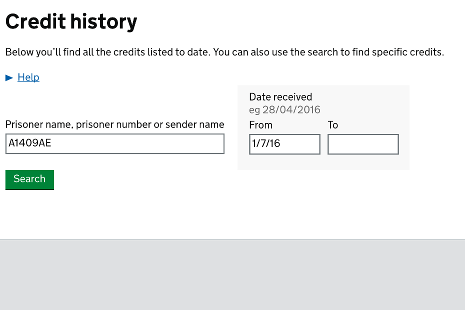 Credit history
Below you'll find all the credits listed to date. You can also use the search to find specific credits.
Help
Date received
eg 28/04/2016
Prisoner name, prisoner number or sender name
From
To
A1409AE
1/7/16
Search